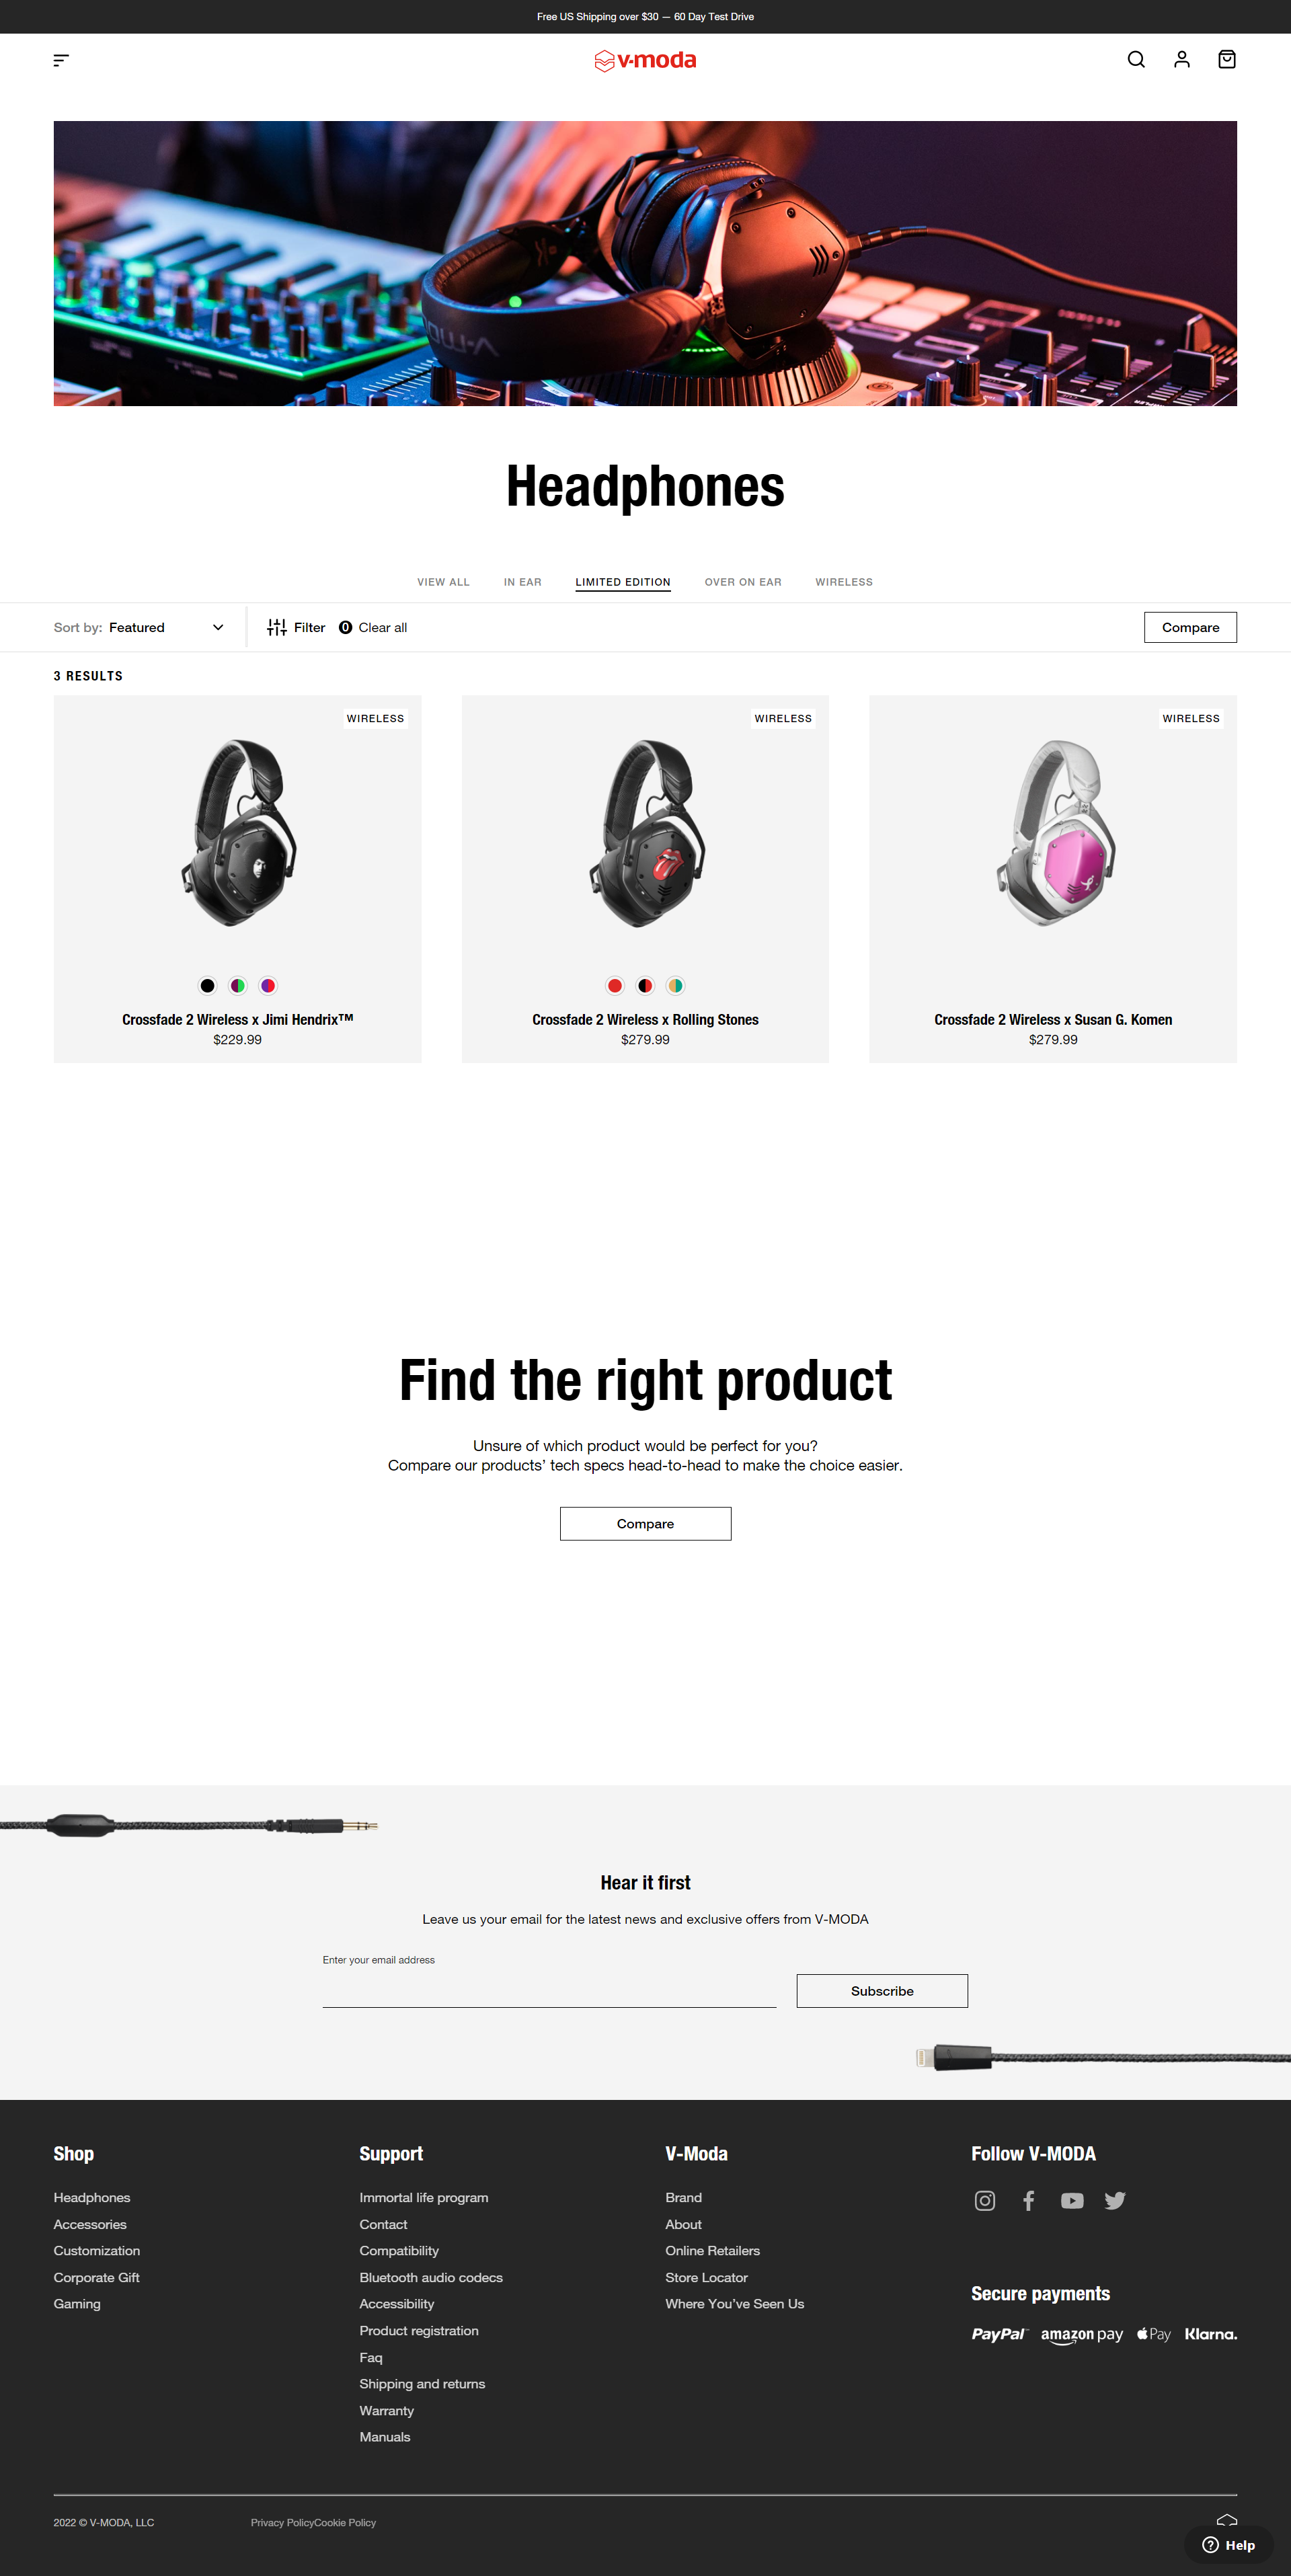 Free US Shipping over $30 — 60 Day Test Drive
v-moda
Headphones
VIEW ALL
IN EAR
LIMITED EDITION
OVER ON EAR
WIRELESS
Sort by: Featured
Filter
0
Clear all
Compare
3 RESULTS
WIRELESS
Crossfade 2 Wireless x Jimi Hendrix™
$229.99
WIRELESS
Crossfade 2 Wireless x Rolling Stones
$279.99
WIRELESS
Crossfade 2 Wireless x Susan G. Komen
$279.99
Find the right product
Unsure of which product would be perfect for you?
Compare our products’ tech specs head-to-head to make the choice easier.
Compare
Hear it first
Leave us your email for the latest news and exclusive offers from V-MODA
Enter your email address
Subscribe
Shop
Headphones
Accessories
Customization
Corporate Gift
Gaming
Support
Immortal life program
Contact
Compatibility
Bluetooth audio codecs
Accessibility
Product registration
Faq
Shipping and returns
Warranty
Manuals
V-Moda
Brand
About
Online Retailers
Store Locator
Where You’ve Seen Us
Follow V-MODA
Secure payments
PayPal™
amazon pay
Pay
Klarna.
2022 © V-MODA, LLC
Privacy PolicyCookie Policy
Help